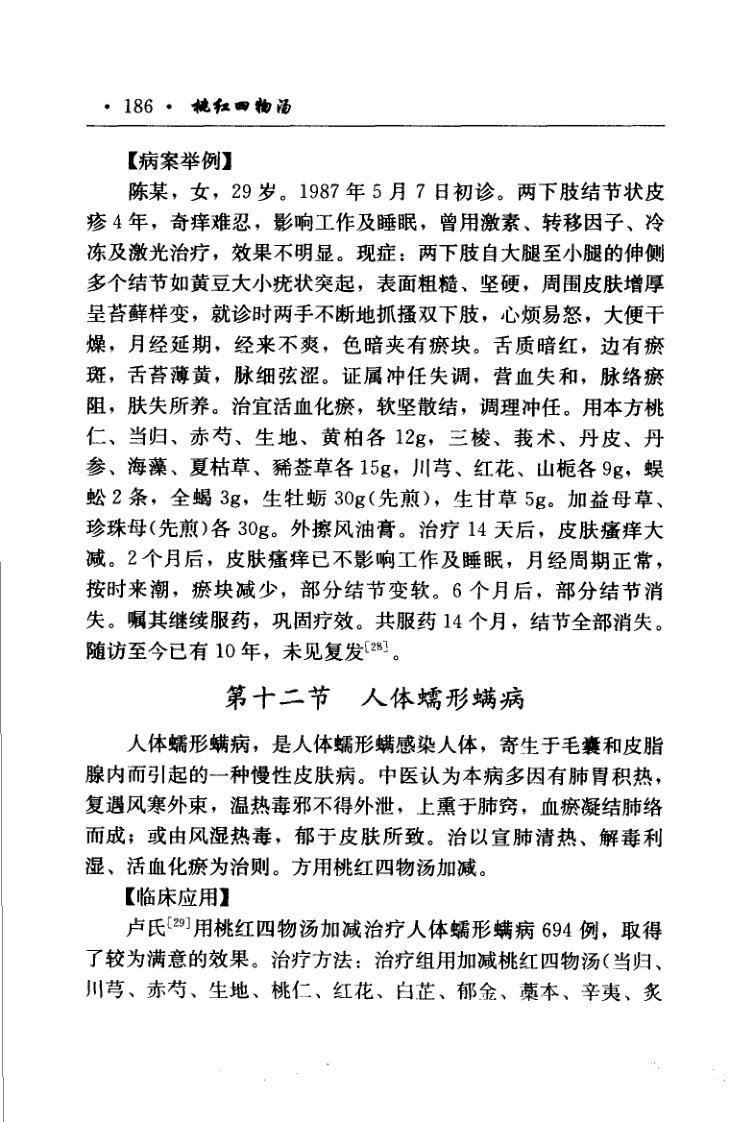 · 186 · 桃红四物汤
【病案举例】
陈某，女，29 岁。1987 年 5 月 7 日初诊。两下肢结节状皮
疹 4 年，奇痒难忍，影响工作及睡眠，曾用激素、转移因子、冷
冻及激光治疗，效果不明显。现症：两下肢自大腿至小腿的伸侧
多个结节如黄豆大小疣状突起，表面粗糙、坚硬，周围皮肤增厚
呈苔藓样变，就诊时两手不断地抓搔双下肢，心烦易怒，大便干
燥，月经延期，经来不爽，色暗夹有瘀块。舌质暗红，边有瘀
斑，舌苔薄黄，脉细弦涩。证属冲任失调，营血失和，脉络瘀
阻，肤失所养。治宜活血化瘀，软坚散结，调理冲任。用本方桃
仁、当归、赤芍、生地、黄柏各 12g，三棱、莪术、丹皮、丹
参、海藻、夏枯草、豨莶草各 15g，川芎、红花、山栀各 9g，蜈
蚣 2 条，全蝎 3g，生牡蛎 30g(先煎)，生甘草 5g。加益母草、
珍珠母(先煎)各 30g。外擦风油膏。治疗 14 天后，皮肤瘙痒大
减。2 个月后，皮肤瘙痒已不影响工作及睡眠，月经周期正常，
按时来潮，瘀块减少，部分结节变软。6 个月后，部分结节消
失。嘱其继续服药，巩固疗效。共服药 14 个月，结节全部消失。
随访至今已有 10 年，未见复发[28]。
第十二节 人体蠕形螨病
人体蠕形螨病，是人体蠕形螨感染人体，寄生于毛囊和皮脂
腺内而引起的一种慢性皮肤病。中医认为本病多因有肺胃积热，
复遇风寒外束，温热毒邪不得外泄，上熏于肺窍，血瘀凝结肺络
而成；或由风湿热毒，郁于皮肤所致。治以宣肺清热、解毒利
湿、活血化瘀为治则。方用桃红四物汤加减。
【临床应用】
卢氏[29]用桃红四物汤加减治疗人体蠕形螨病 694 例，取得
了较为满意的效果。治疗方法：治疗组用加减桃红四物汤(当归、
川芎、赤芍、生地、桃仁、红花、白芷、郁金、藁本、辛夷、炙